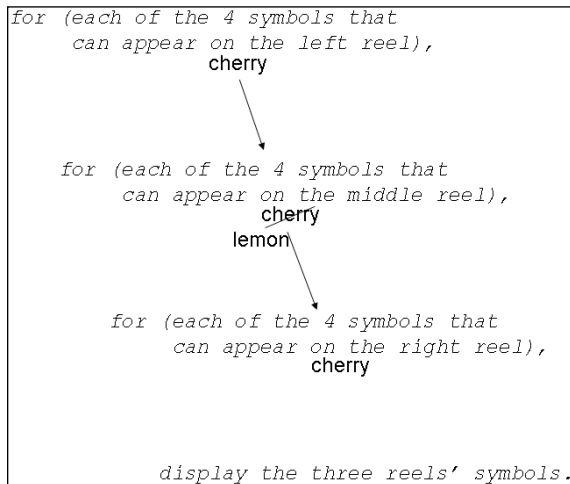 for (each of the 4 symbols that
can appear on the left reel),
cherry
for (each of the 4 symbols that
can appear on the middle reel),
cherry
lemon
for (each of the 4 symbols that
can appear on the right reel),
cherry
display the three reels' symbols.